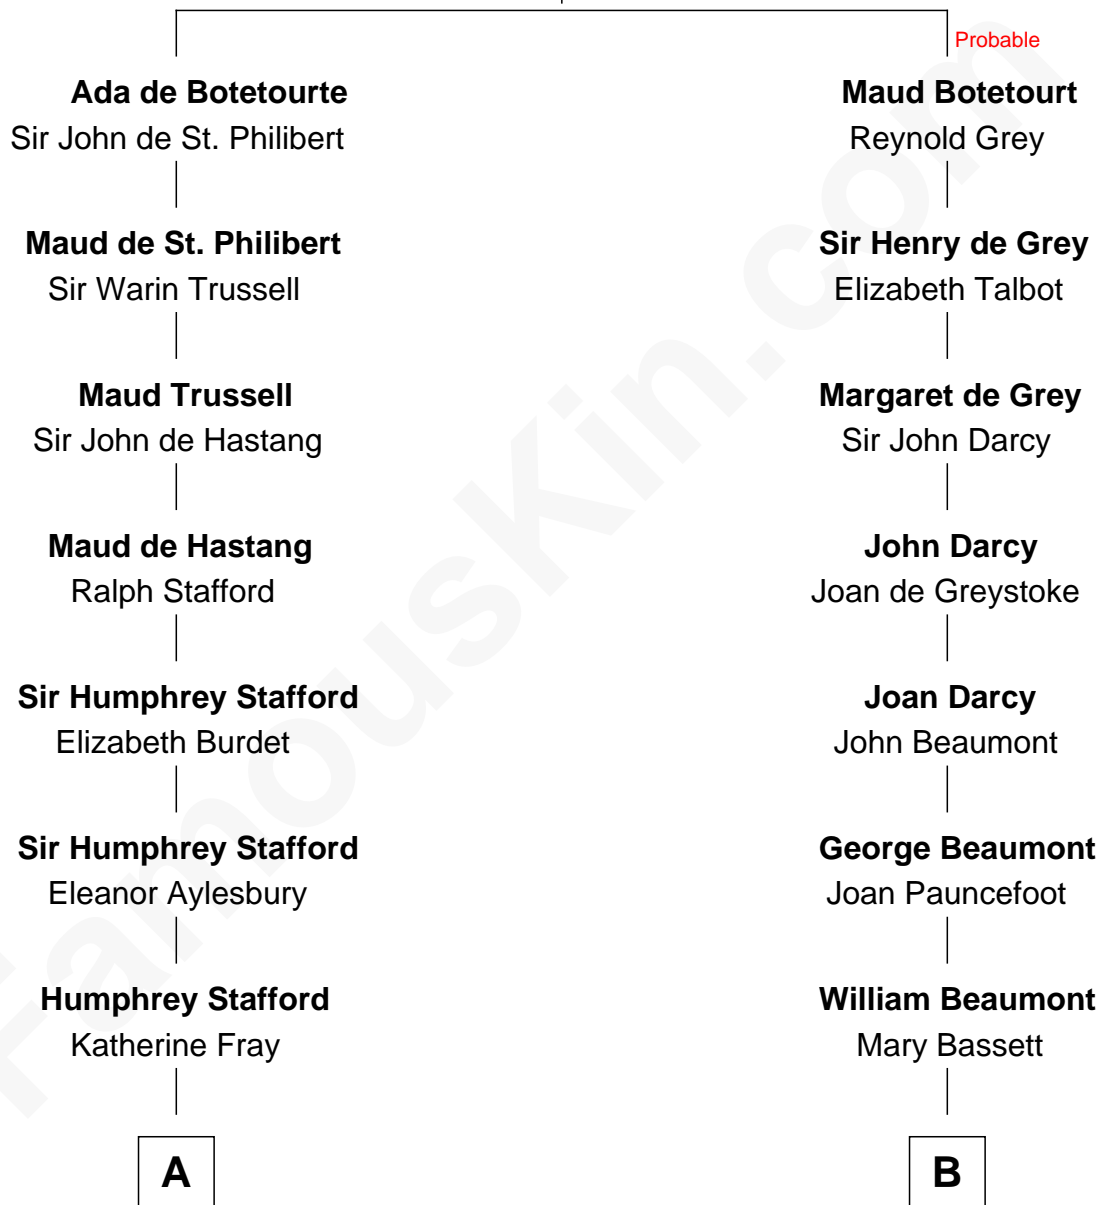 Probable
Ada de Botetourte
Sir John de St. Philibert
Maud Botetourt
Reynold Grey
Maud de St. Philibert
Sir Warin Trussell
Sir Henry de Grey
Elizabeth Talbot
Maud Trussell
Sir John de Hastang
Margaret de Grey
Sir John Darcy
Maud de Hastang
Ralph Stafford
John Darcy
Joan de Greystoke
Sir Humphrey Stafford
Elizabeth Burdet
Joan Darcy
John Beaumont
Sir Humphrey Stafford
Eleanor Aylesbury
George Beaumont
Joan Pauncefoot
Humphrey Stafford
Katherine Fray
William Beaumont
Mary Bassett
A
B
FamousKin.com